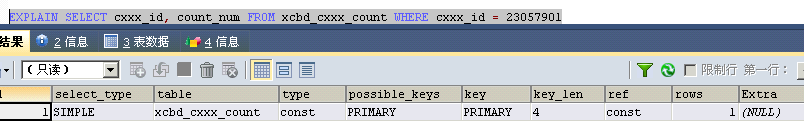 EXPLAIN SELECT cxxx_id, count_num FROM xcbd_cxxx_count WHERE cxxx_id = 23057901
结果 2 信息 3 表数据 4 信息
（只读） 限制行 第一行：
select_type table type possible_keys key key_len ref rows Extra
1 SIMPLE xcbd_cxxx_count const PRIMARY PRIMARY 4 const 1 (NULL)